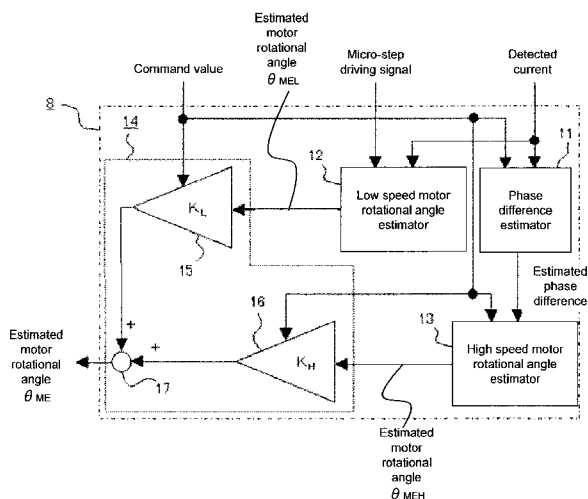 Estimated
motor
rotational
angle
θ MEL
Command value
Micro-step
driving signal
Detected
current
8
14
12
11
Low speed motor
rotational angle
estimator
Phase
difference
estimator
K L
15
Estimated
phase
difference
16
13
High speed motor
rotational angle
estimator
K H
+
+
17
Estimated
motor
rotational
angle
θ ME
Estimated
motor
rotational
angle
θ MEH